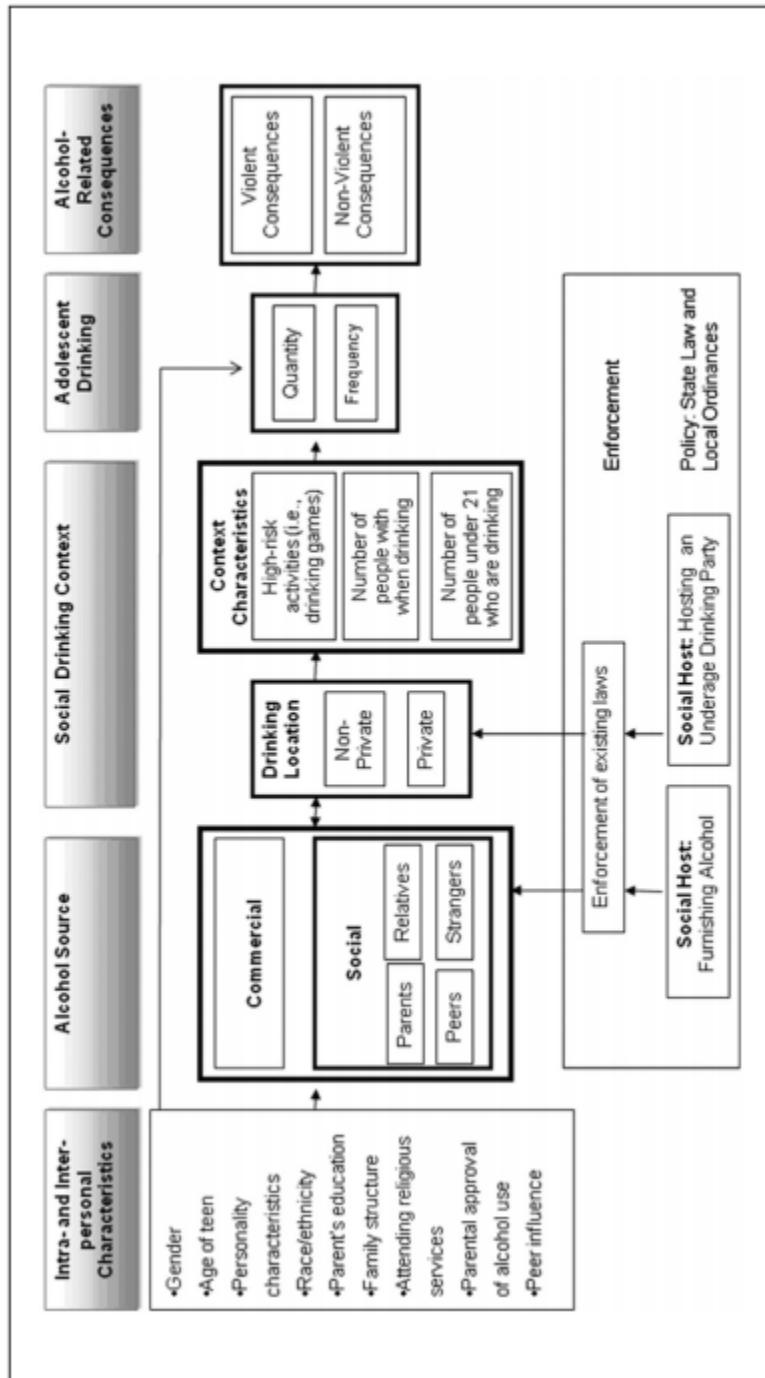 Intra- and Inter-
personal
Characteristics
Alcohol Source
Social Drinking Context
Adolescent
Drinking
Alcohol-
Related
Consequences
•Gender
•Age of teen
•Personality
characteristics
•Race/ethnicity
•Parent's education
•Family structure
•Attending religious
services
•Parental approval
of alcohol use
•Peer influence
Commercial
Social
Parents
Relatives
Peers
Strangers
Drinking
Location
Non-
Private
Private
Context
Characteristics
High-risk
activities (i.e.,
drinking games)
Number of
people with
when drinking
Number of
people under 21
who are drinking
Quantity
Frequency
Violent
Consequences
Non-Violent
Consequences
Enforcement of existing laws
Enforcement
Social Host:
Furnishing Alcohol
Social Host: Hosting an
Underage Drinking Party
Policy: State Law and
Local Ordinances